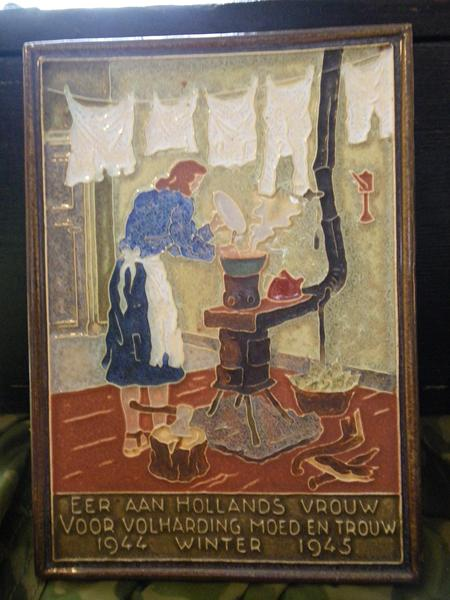 EER AAN HOLLANDS VROUW
VOOR VOLHARDING MOED EN TROUW
1944 WINTER 1945